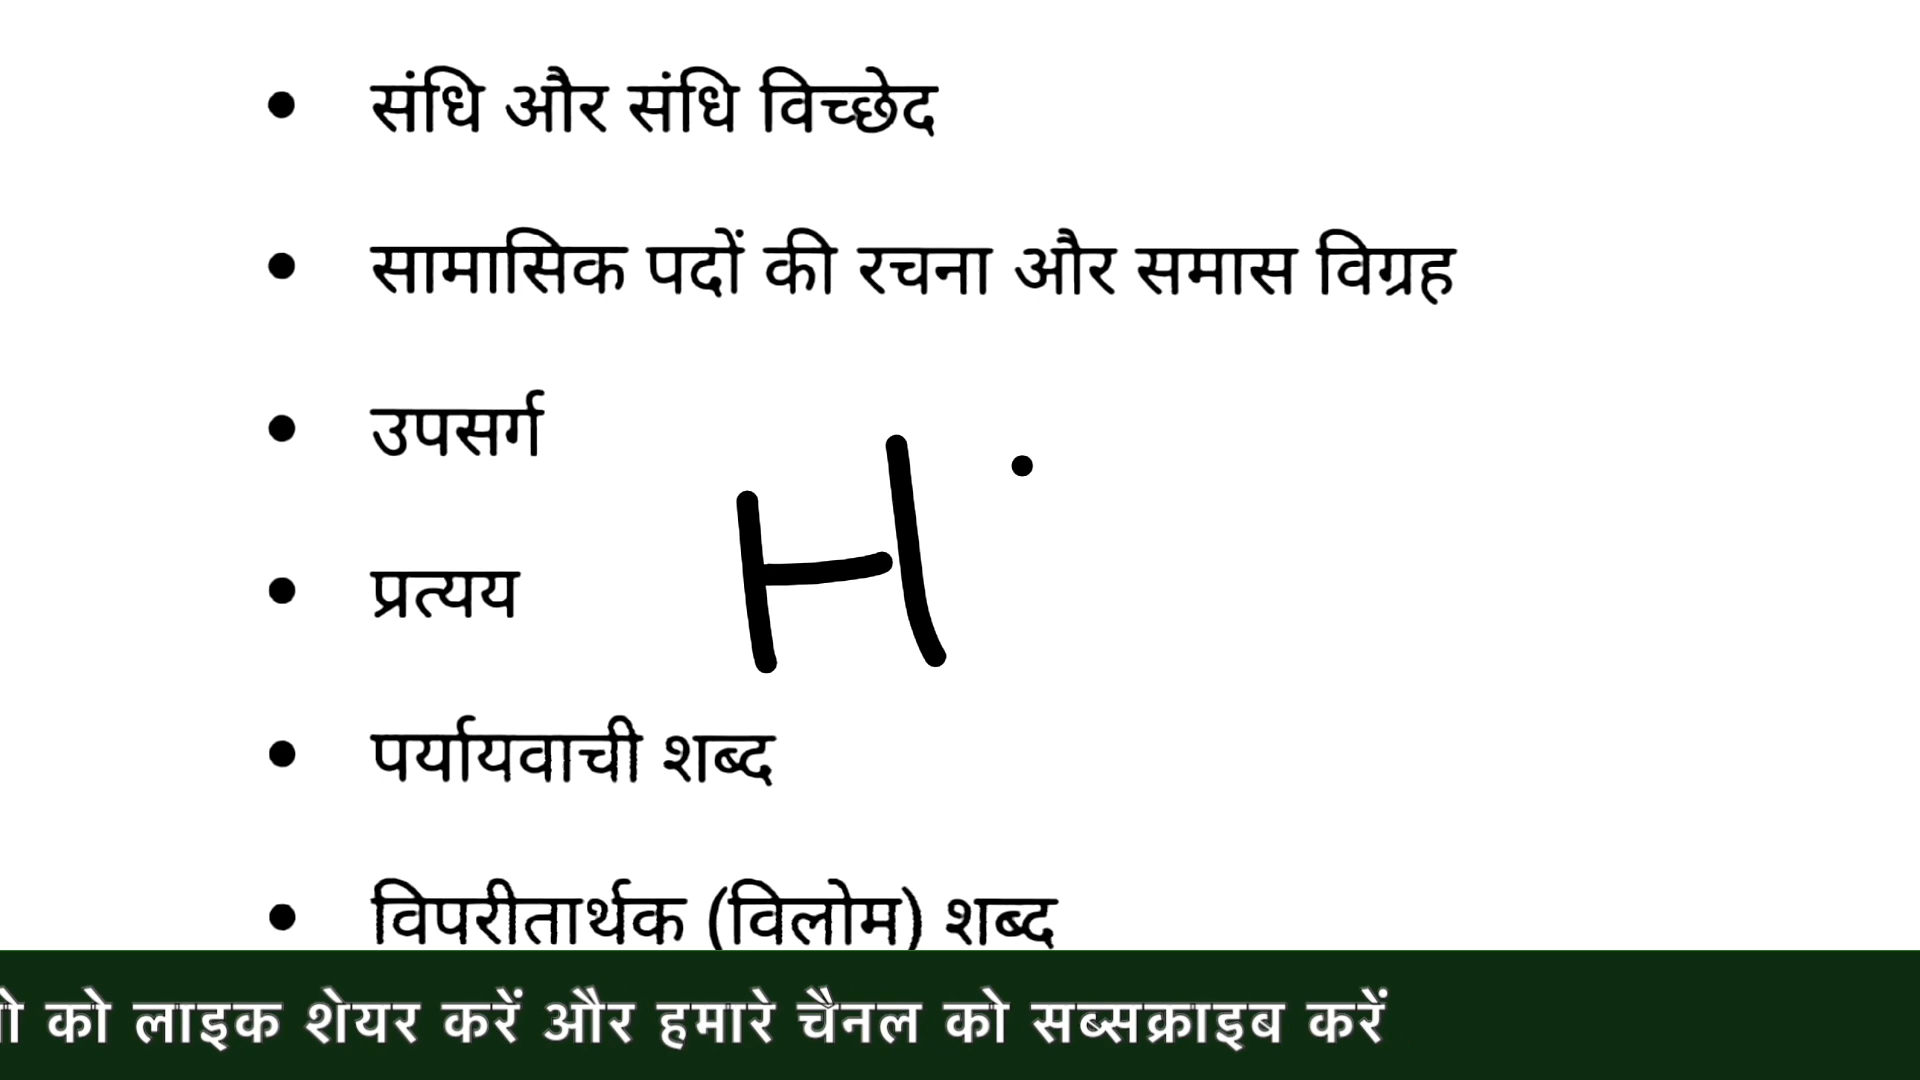 • संधि और संधि विच्छेद
• सामासिक पदों की रचना और समास विग्रह
• उपसर्ग
H
• प्रत्यय
• पर्यायवाची शब्द
• विपरीतार्थक (विलोम) शब्द
को लाइक शेयर करें और हमारे चैनल को सब्सक्राइब करें